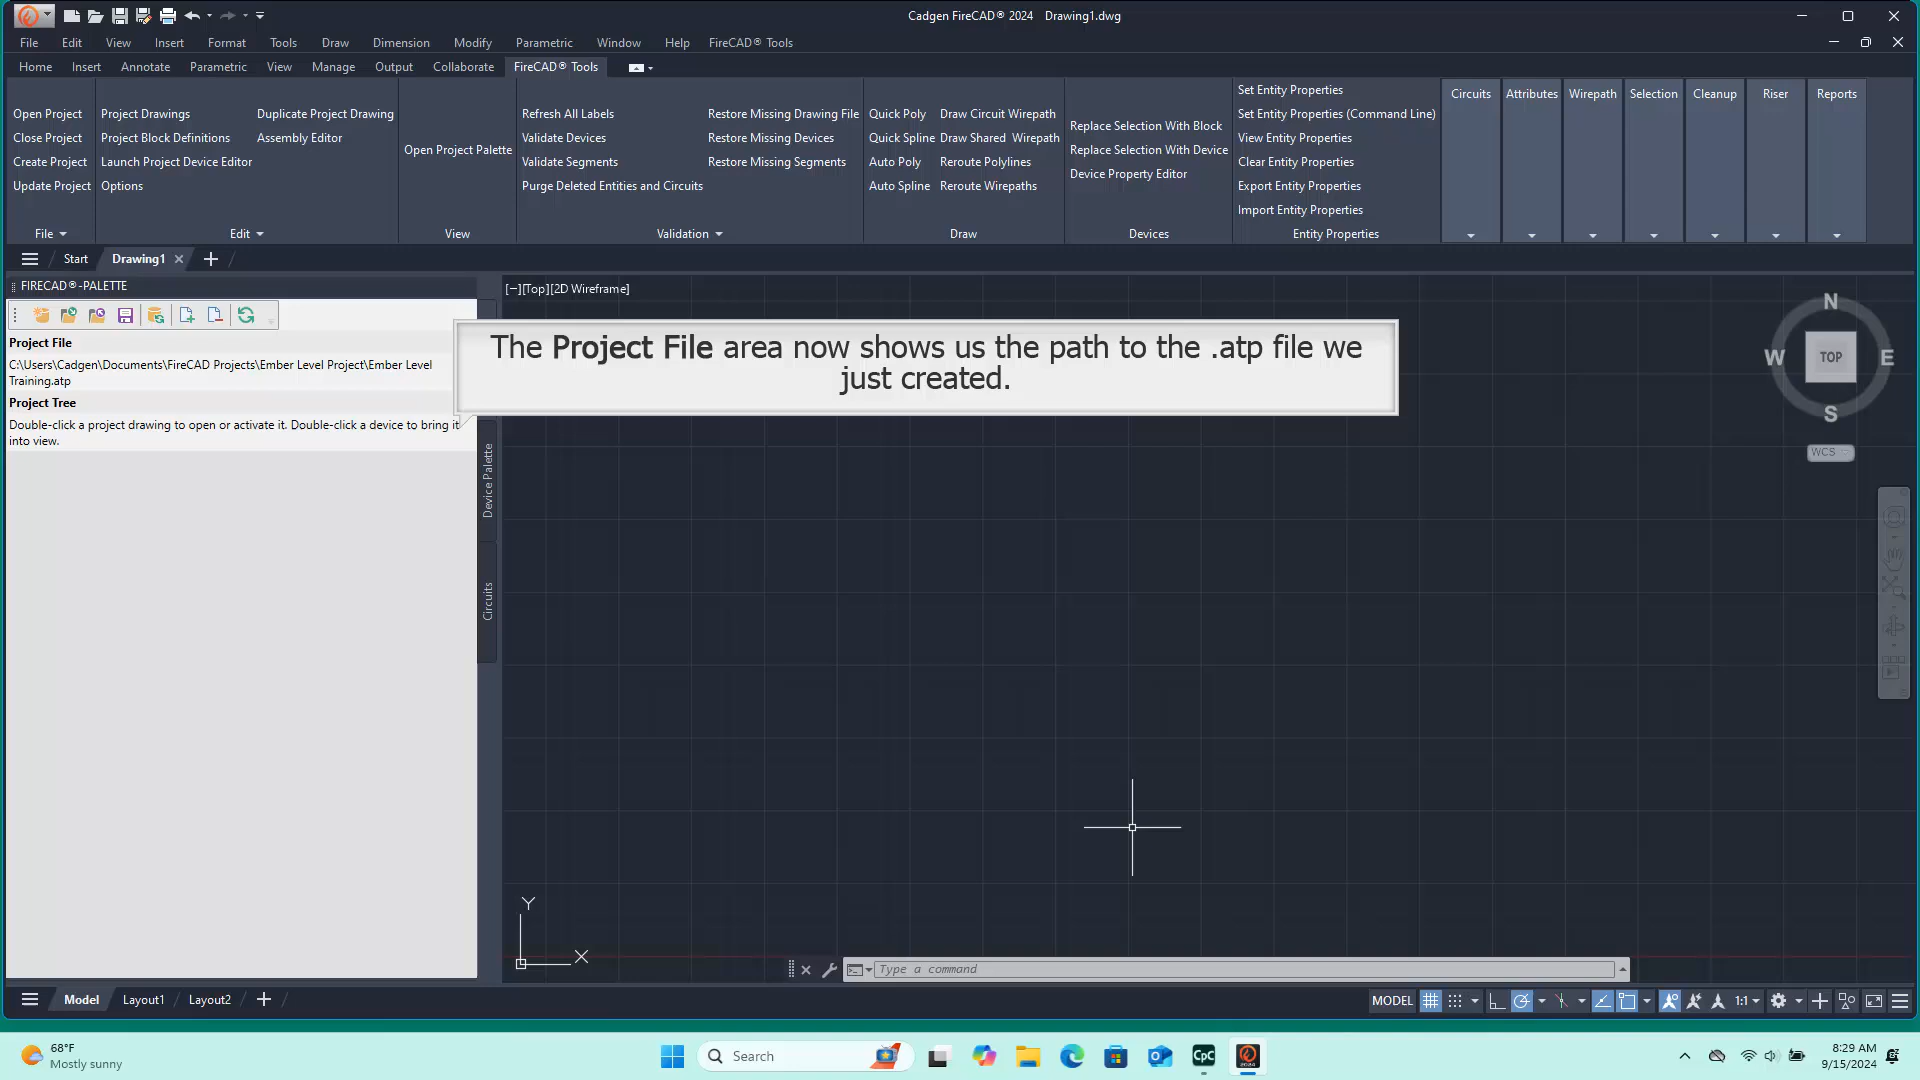 Cadgen FireCAD® 2024 Drawing1.dwg
File Edit View Insert Format Tools Draw Dimension Modify Parametric Window Help FireCAD® Tools
Home Insert Annotate Parametric View Manage Output Collaborate FireCAD® Tools
Set Entity Properties Circuits Attributes Wirepath Selection Cleanup Riser Reports
Open Project Project Drawings Duplicate Project Drawing Refresh All Labels Restore Missing Drawing File Quick Poly Draw Circuit Wirepath Set Entity Properties (Command Line)
Replace Selection With Block
Close Project Project Block Definitions Assembly Editor Validate Devices Restore Missing Devices Quick Spline Draw Shared Wirepath View Entity Properties
Open Project Palette Replace Selection With Device
Create Project Launch Project Device Editor Validate Segments Restore Missing Segments Auto Poly Reroute Polylines Clear Entity Properties
Device Property Editor
Update Project Options Purge Deleted Entities and Circuits Auto Spline Reroute Wirepaths Export Entity Properties
Import Entity Properties
File Edit View Validation Draw Devices Entity Properties
Start Drawing1
FIRECAD®-PALETTE
[−][Top][2D Wireframe]
Project File
C:\Users\Cadgen\Documents\FireCAD Projects\Ember Level Project\Ember Level
Training.atp
Project Tree
Double-click a project drawing to open or activate it. Double-click a device to bring it
into view.
The Project File area now shows us the path to the .atp file we
just created.
Device Palette
Circuits
N
W TOP E
S
WCS
Y
X
Type a command
Model Layout1 Layout2
MODEL 1:1
68°F
Mostly sunny
Search
CpC
2024
8:29 AM
9/15/2024